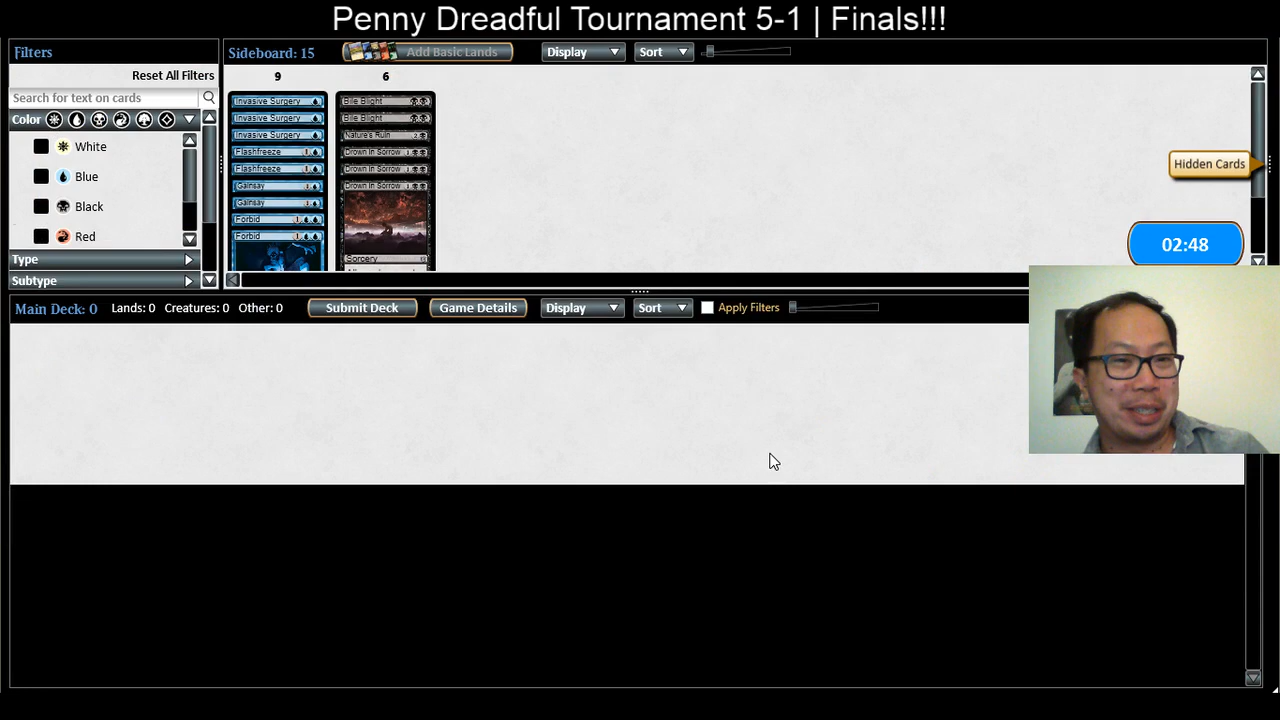 Penny Dreadful Tournament 5-1 | Finals!!!
Filters
Sideboard: 15
Add Basic Lands
Display
Sort
Reset All Filters
9
6
Search for text on cards
Color
White
Blue
Black
Red
Type
Subtype
Invasive Surgery
Invasive Surgery
Invasive Surgery
Flashfreeze
Flashfreeze
Gainsay
Gainsay
Forbid
Forbid
Bile Blight
Bile Blight
Nature's Ruin
Drown in Sorrow
Drown in Sorrow
Drown in Sorrow
Sorcery
Hidden Cards
02:48
Main Deck: 0
Lands: 0
Creatures: 0
Other: 0
Submit Deck
Game Details
Display
Sort
Apply Filters